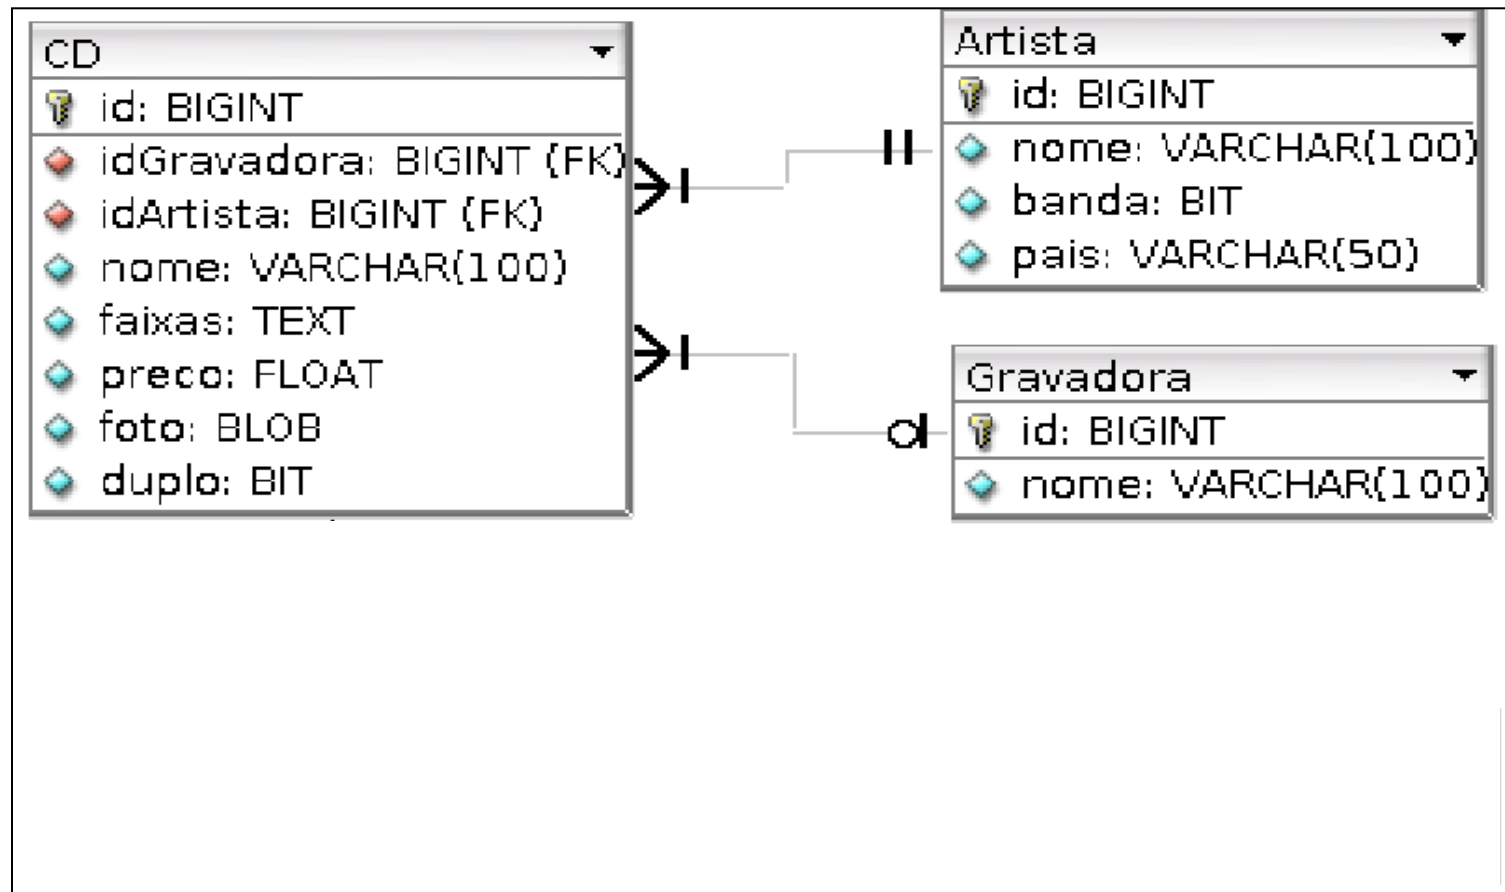 CD
id: BIGINT
idGravadora: BIGINT (FK)
idArtista: BIGINT (FK)
nome: VARCHAR(100)
faixas: TEXT
preco: FLOAT
foto: BLOB
duplo: BIT
Artista
id: BIGINT
nome: VARCHAR(100)
banda: BIT
pais: VARCHAR(50)
Gravadora
id: BIGINT
nome: VARCHAR(100)